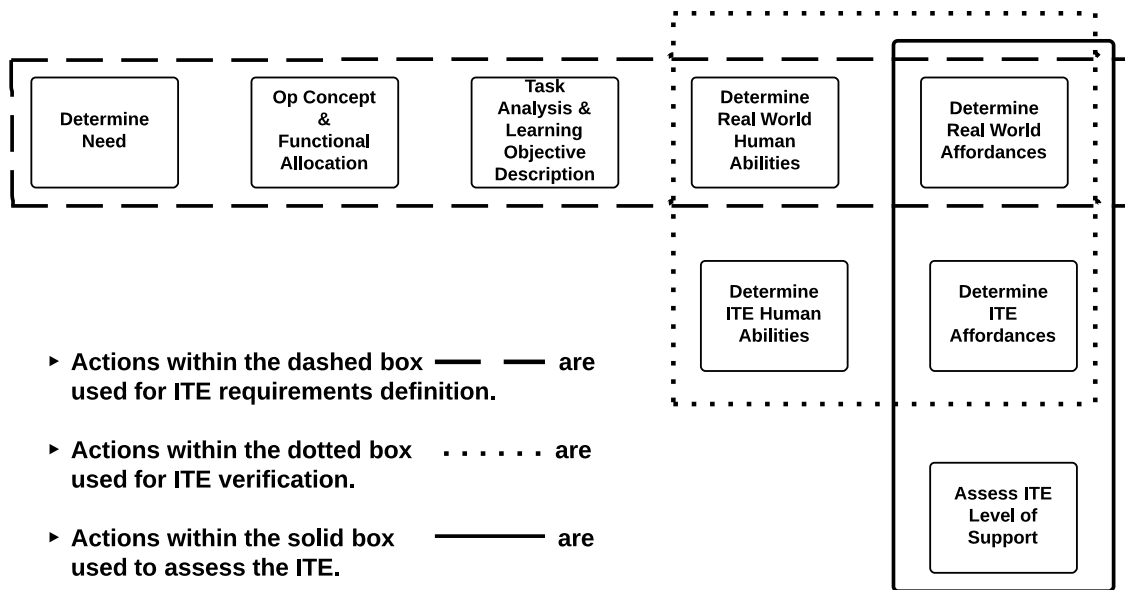 Determine
Need
Op Concept
&
Functional
Allocation
Task
Analysis &
Learning
Objective
Description
Determine
Real World
Human
Abilities
Determine
Real World
Affordances
Determine
ITE Human
Abilities
Determine
ITE
Affordances
Assess ITE
Level of
Support
▸ Actions within the dashed box are
used for ITE requirements definition.
▸ Actions within the dotted box are
used for ITE verification.
▸ Actions within the solid box are
used to assess the ITE.